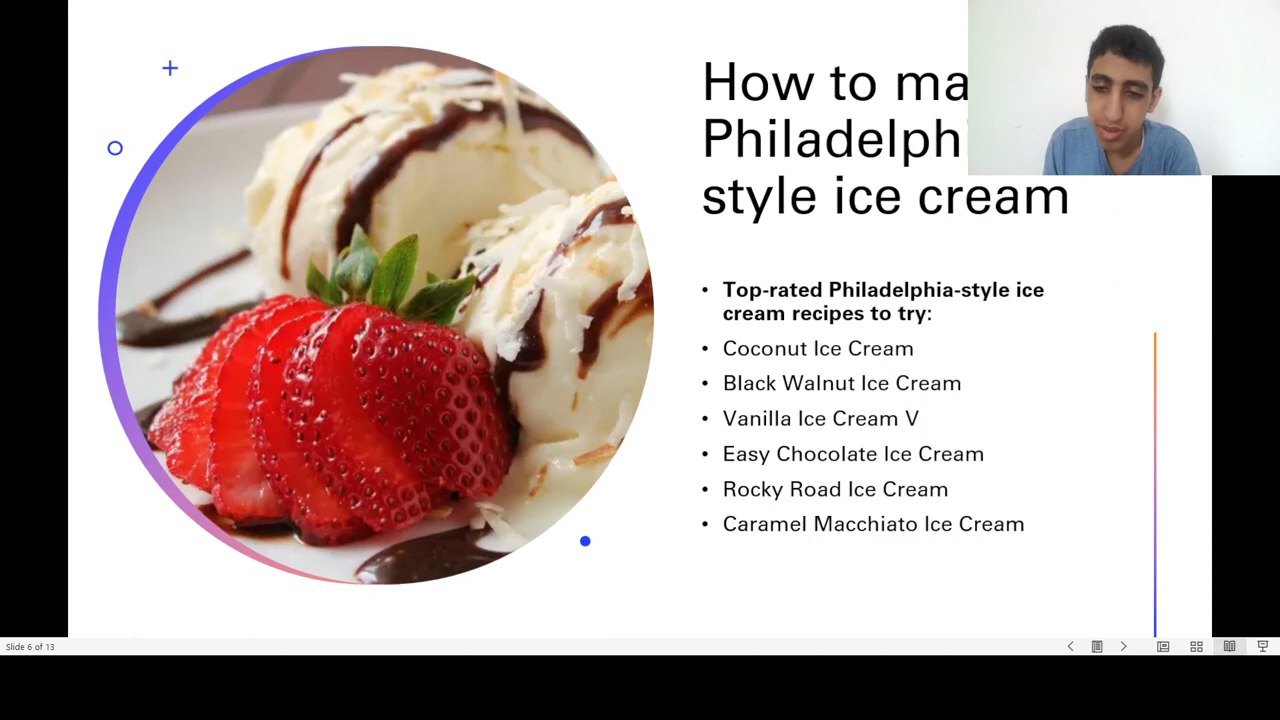 How to ma
Philadelph
style ice cream
• Top-rated Philadelphia-style ice
cream recipes to try:
• Coconut Ice Cream
• Black Walnut Ice Cream
• Vanilla Ice Cream V
• Easy Chocolate Ice Cream
• Rocky Road Ice Cream
• Caramel Macchiato Ice Cream
Slide 6 of 13